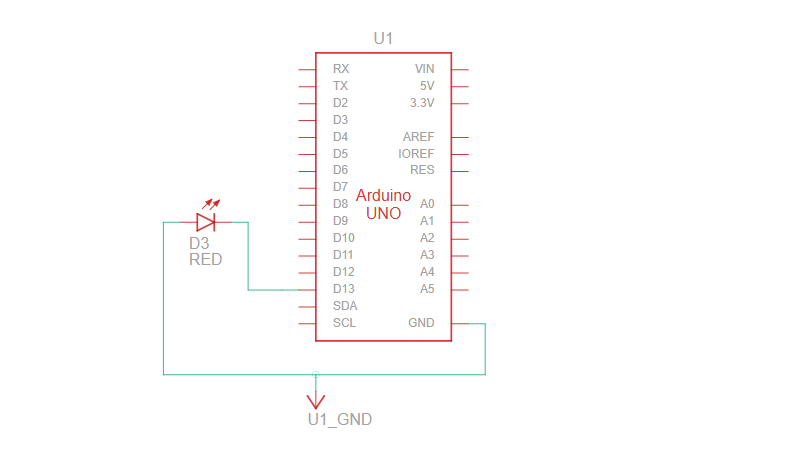 U1
RX VIN
TX 5V
D2 3.3V
D3
D4 AREF
D5 IOREF
D6 RES
D7
Arduino
D8 A0
UNO
D9 A1
D10 A2
D11 A3
D12 A4
D13 A5
SDA
SCL GND
D3
RED
U1_GND